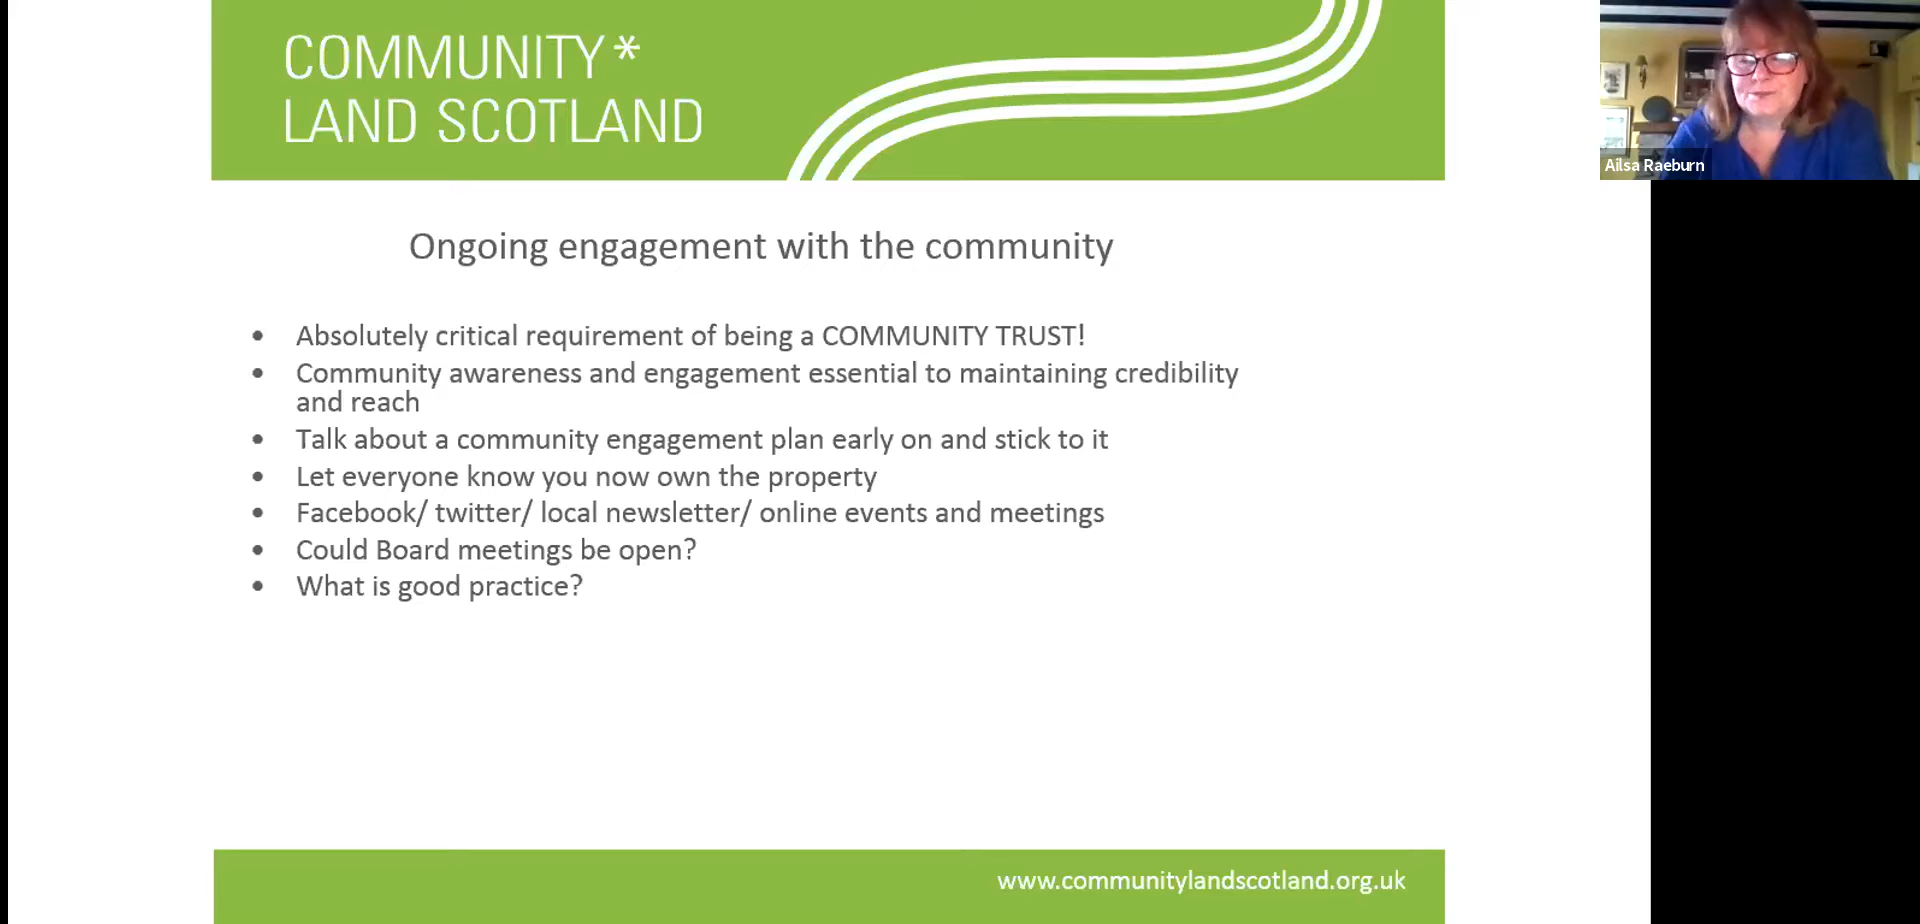 COMMUNITY*
LAND SCOTLAND
Ailsa Raeburn
Ongoing engagement with the community
• Absolutely critical requirement of being a COMMUNITY TRUST!
• Community awareness and engagement essential to maintaining credibility
and reach
• Talk about a community engagement plan early on and stick to it
• Let everyone know you now own the property
• Facebook/ twitter/ local newsletter/ online events and meetings
• Could Board meetings be open?
• What is good practice?
www.communitylandscotland.org.uk